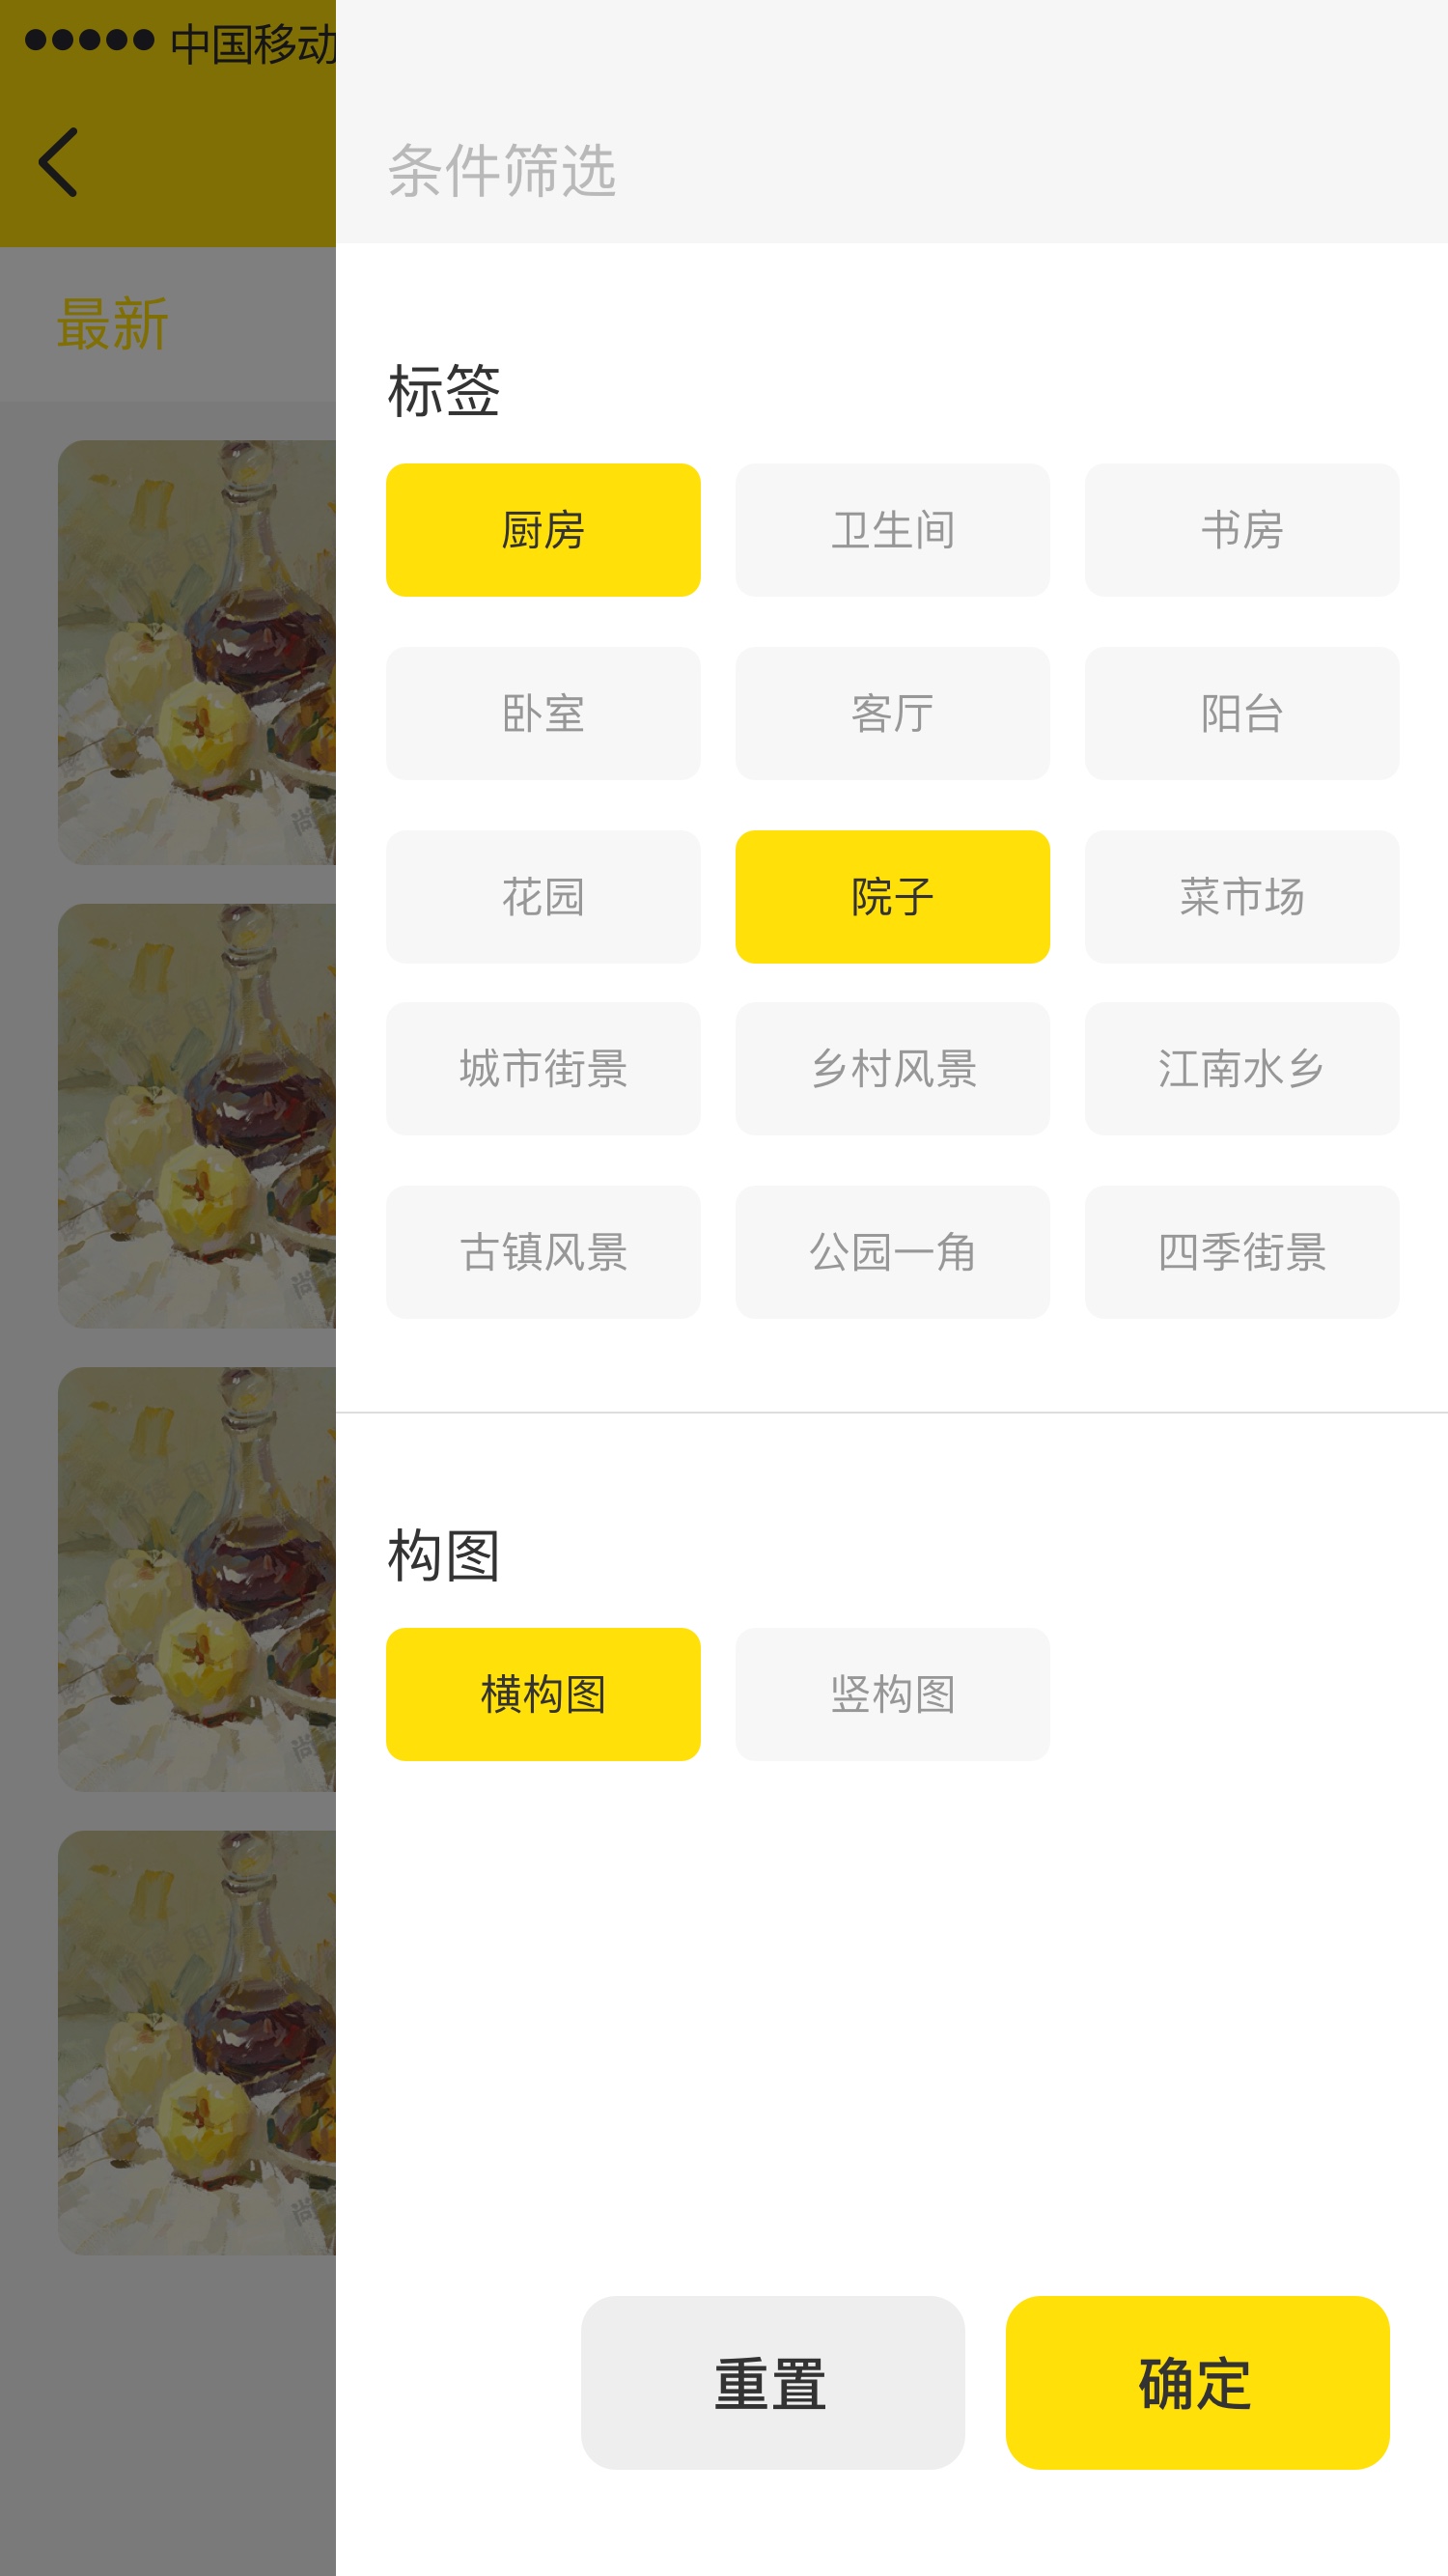 中国移动
条件筛选
最新
标签
厨房 卫生间 书房
卧室 客厅 阳台
花园 院子 菜市场
城市街景 乡村风景 江南水乡
古镇风景 公园一角 四季街景
构图
横构图 竖构图
重置 确定